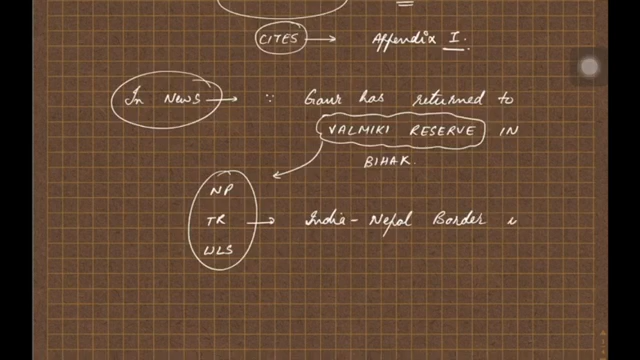 CITES → Appendix I.
In News → ∵ Gaur has returned to
VALMIKI RESERVE IN
BIHAR.
NP
TR → India - Nepal Border i
WLS